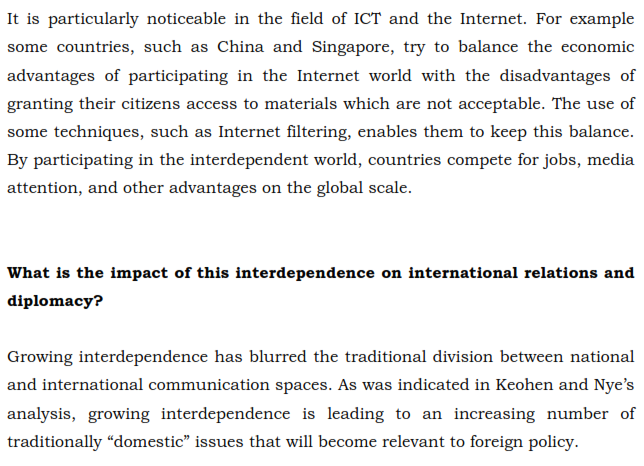 It is particularly noticeable in the field of ICT and the Internet. For example
some countries, such as China and Singapore, try to balance the economic
advantages of participating in the Internet world with the disadvantages of
granting their citizens access to materials which are not acceptable. The use of
some techniques, such as Internet filtering, enables them to keep this balance.
By participating in the interdependent world, countries compete for jobs, media
attention, and other advantages on the global scale.
What is the impact of this interdependence on international relations and
diplomacy?
Growing interdependence has blurred the traditional division between national
and international communication spaces. As was indicated in Keohen and Nye’s
analysis, growing interdependence is leading to an increasing number of
traditionally “domestic” issues that will become relevant to foreign policy.